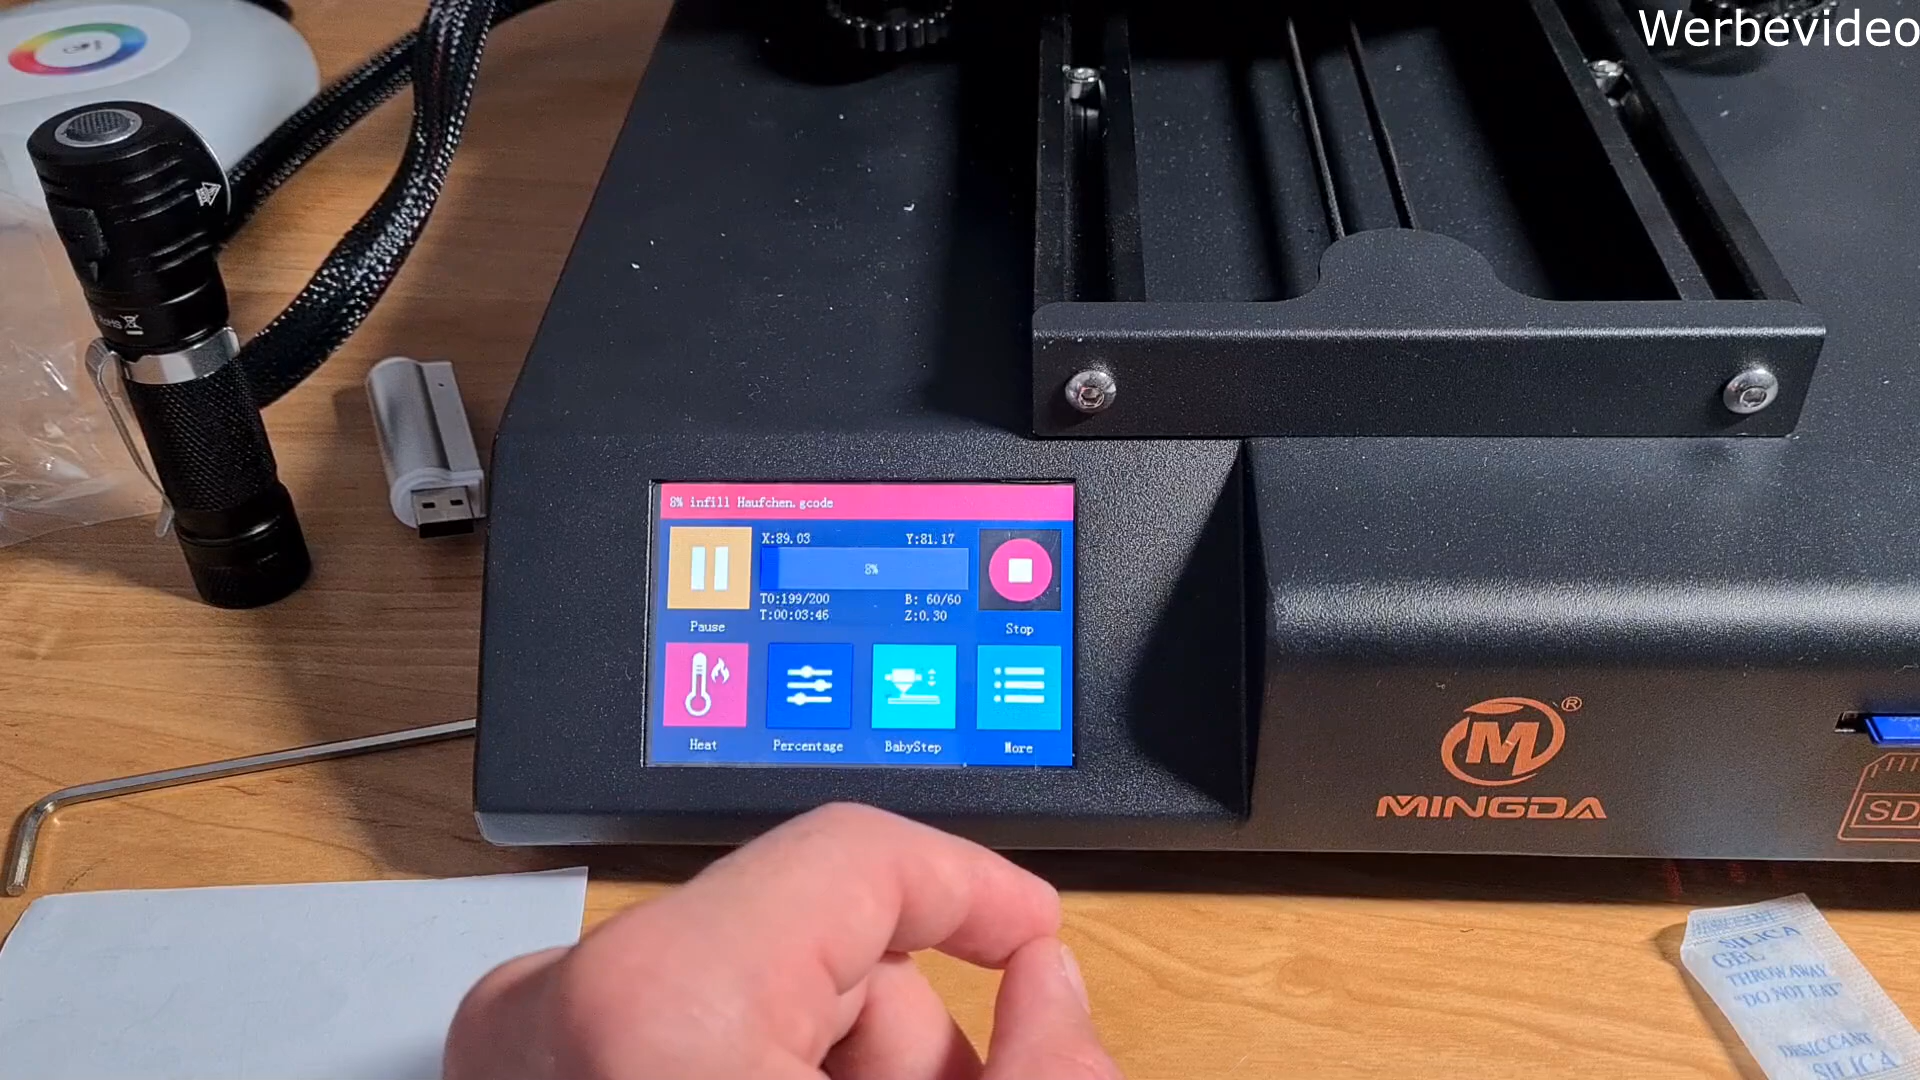 Werbevideo
RoHS
8% infill Haufchen.gcode
X:89.03 Y:81.17
8%
T0:199/200 B: 60/60
T:00:03:46 Z:0.30
Pause Stop
Heat Percentage BabyStep More
M®
MINGDA
SD
SILICA
GEL
THROW AWAY
"DO NOT EAT"
DESICCANT
SILICA